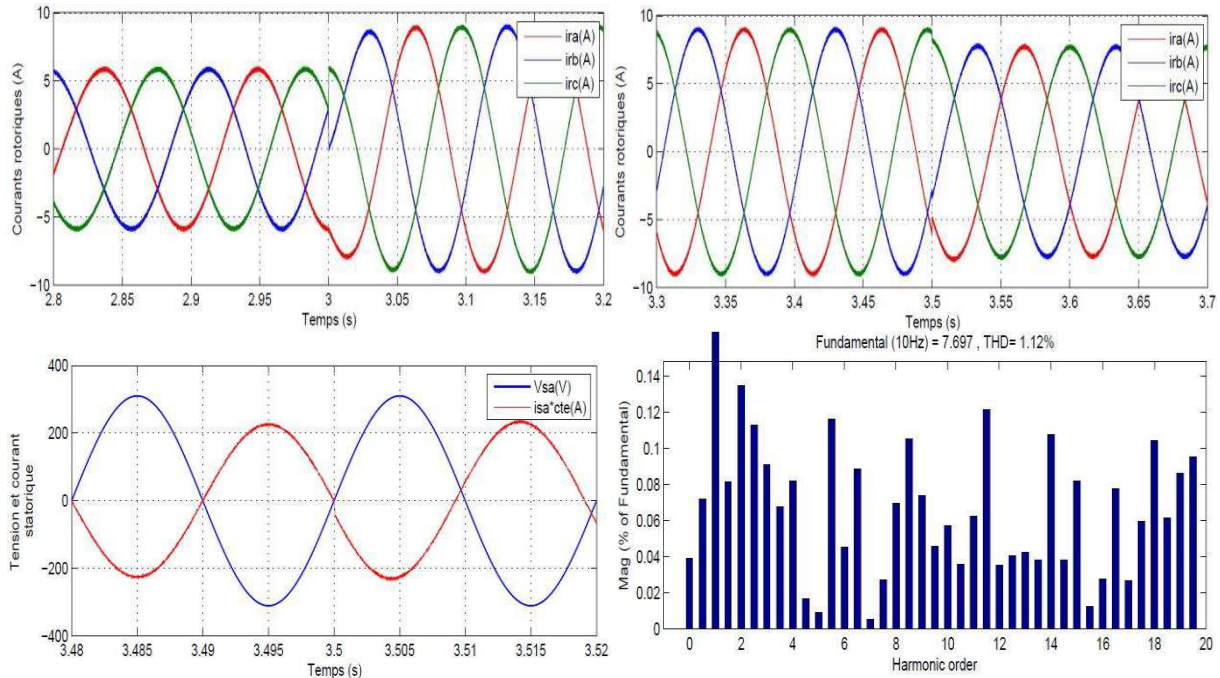 Courants rotoriques (A)
10
5
0
−5
−10
ira(A)
irb(A)
irc(A)
2.8 2.85 2.9 2.95 3 3.05 3.1 3.15 3.2
Temps (s)
Courants rotoriques (A)
10
5
0
−5
−10
ira(A)
irb(A)
irc(A)
3.3 3.35 3.4 3.45 3.5 3.55 3.6 3.65 3.7
Temps (s)
Tension et courant
statorique
400
200
0
−200
−400
Vsa(V)
isa*cte(A)
3.48 3.485 3.49 3.495 3.5 3.505 3.51 3.515 3.52
Temps (s)
Fundamental (10Hz) = 7.697 , THD= 1.12%
Mag (% of Fundamental)
0.14
0.12
0.1
0.08
0.06
0.04
0.02
0
0 2 4 6 8 10 12 14 16 18 20
Harmonic order